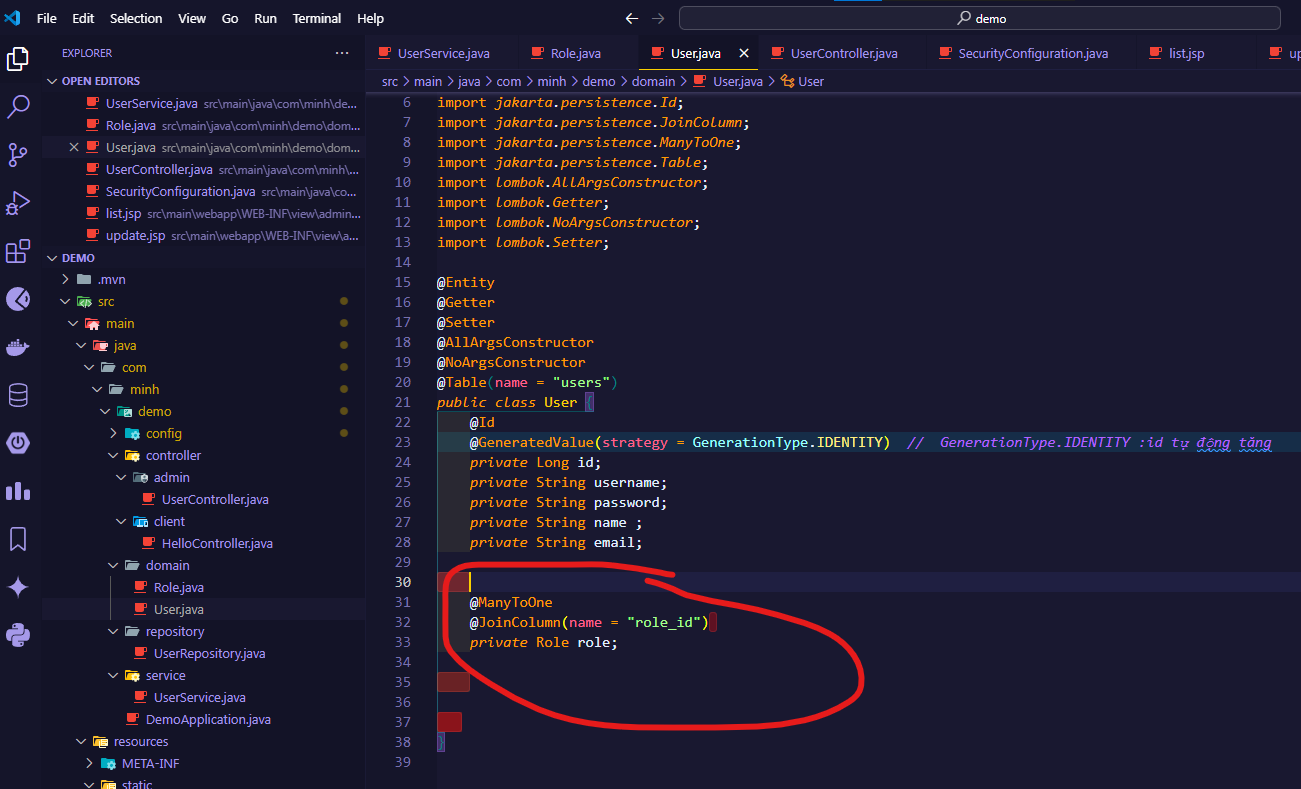 File Edit Selection View Go Run Terminal Help
demo
EXPLORER
OPEN EDITORS
UserService.java src\main\java\com\minh\de...
Role.java src\main\java\com\minh\demo\dom...
User.java src\main\java\com\minh\demo\dom...
UserController.java src\main\java\com\minh\...
SecurityConfiguration.java src\main\java\co...
list.jsp src\main\webapp\WEB-INF\view\admin...
update.jsp src\main\webapp\WEB-INF\view\a...
DEMO
.mvn
src
main
java
com
minh
demo
config
controller
admin
UserController.java
client
HelloController.java
domain
Role.java
User.java
repository
UserRepository.java
service
UserService.java
DemoApplication.java
resources
META-INF
static
UserService.java Role.java User.java UserController.java SecurityConfiguration.java list.jsp up
src > main > java > com > minh > demo > domain > User.java > User
6 import jakarta.persistence.Id;
7 import jakarta.persistence.JoinColumn;
8 import jakarta.persistence.ManyToOne;
9 import jakarta.persistence.Table;
10 import lombok.AllArgsConstructor;
11 import lombok.Getter;
12 import lombok.NoArgsConstructor;
13 import lombok.Setter;
14
15 @Entity
16 @Getter
17 @Setter
18 @AllArgsConstructor
19 @NoArgsConstructor
20 @Table(name = "users")
21 public class User {
22 @Id
23 @GeneratedValue(strategy = GenerationType.IDENTITY) // GenerationType.IDENTITY :id tự động tăng
24 private Long id;
25 private String username;
26 private String password;
27 private String name ;
28 private String email;
29
30
31 @ManyToOne
32 @JoinColumn(name = "role_id")
33 private Role role;
34
35
36
37
38 }
39